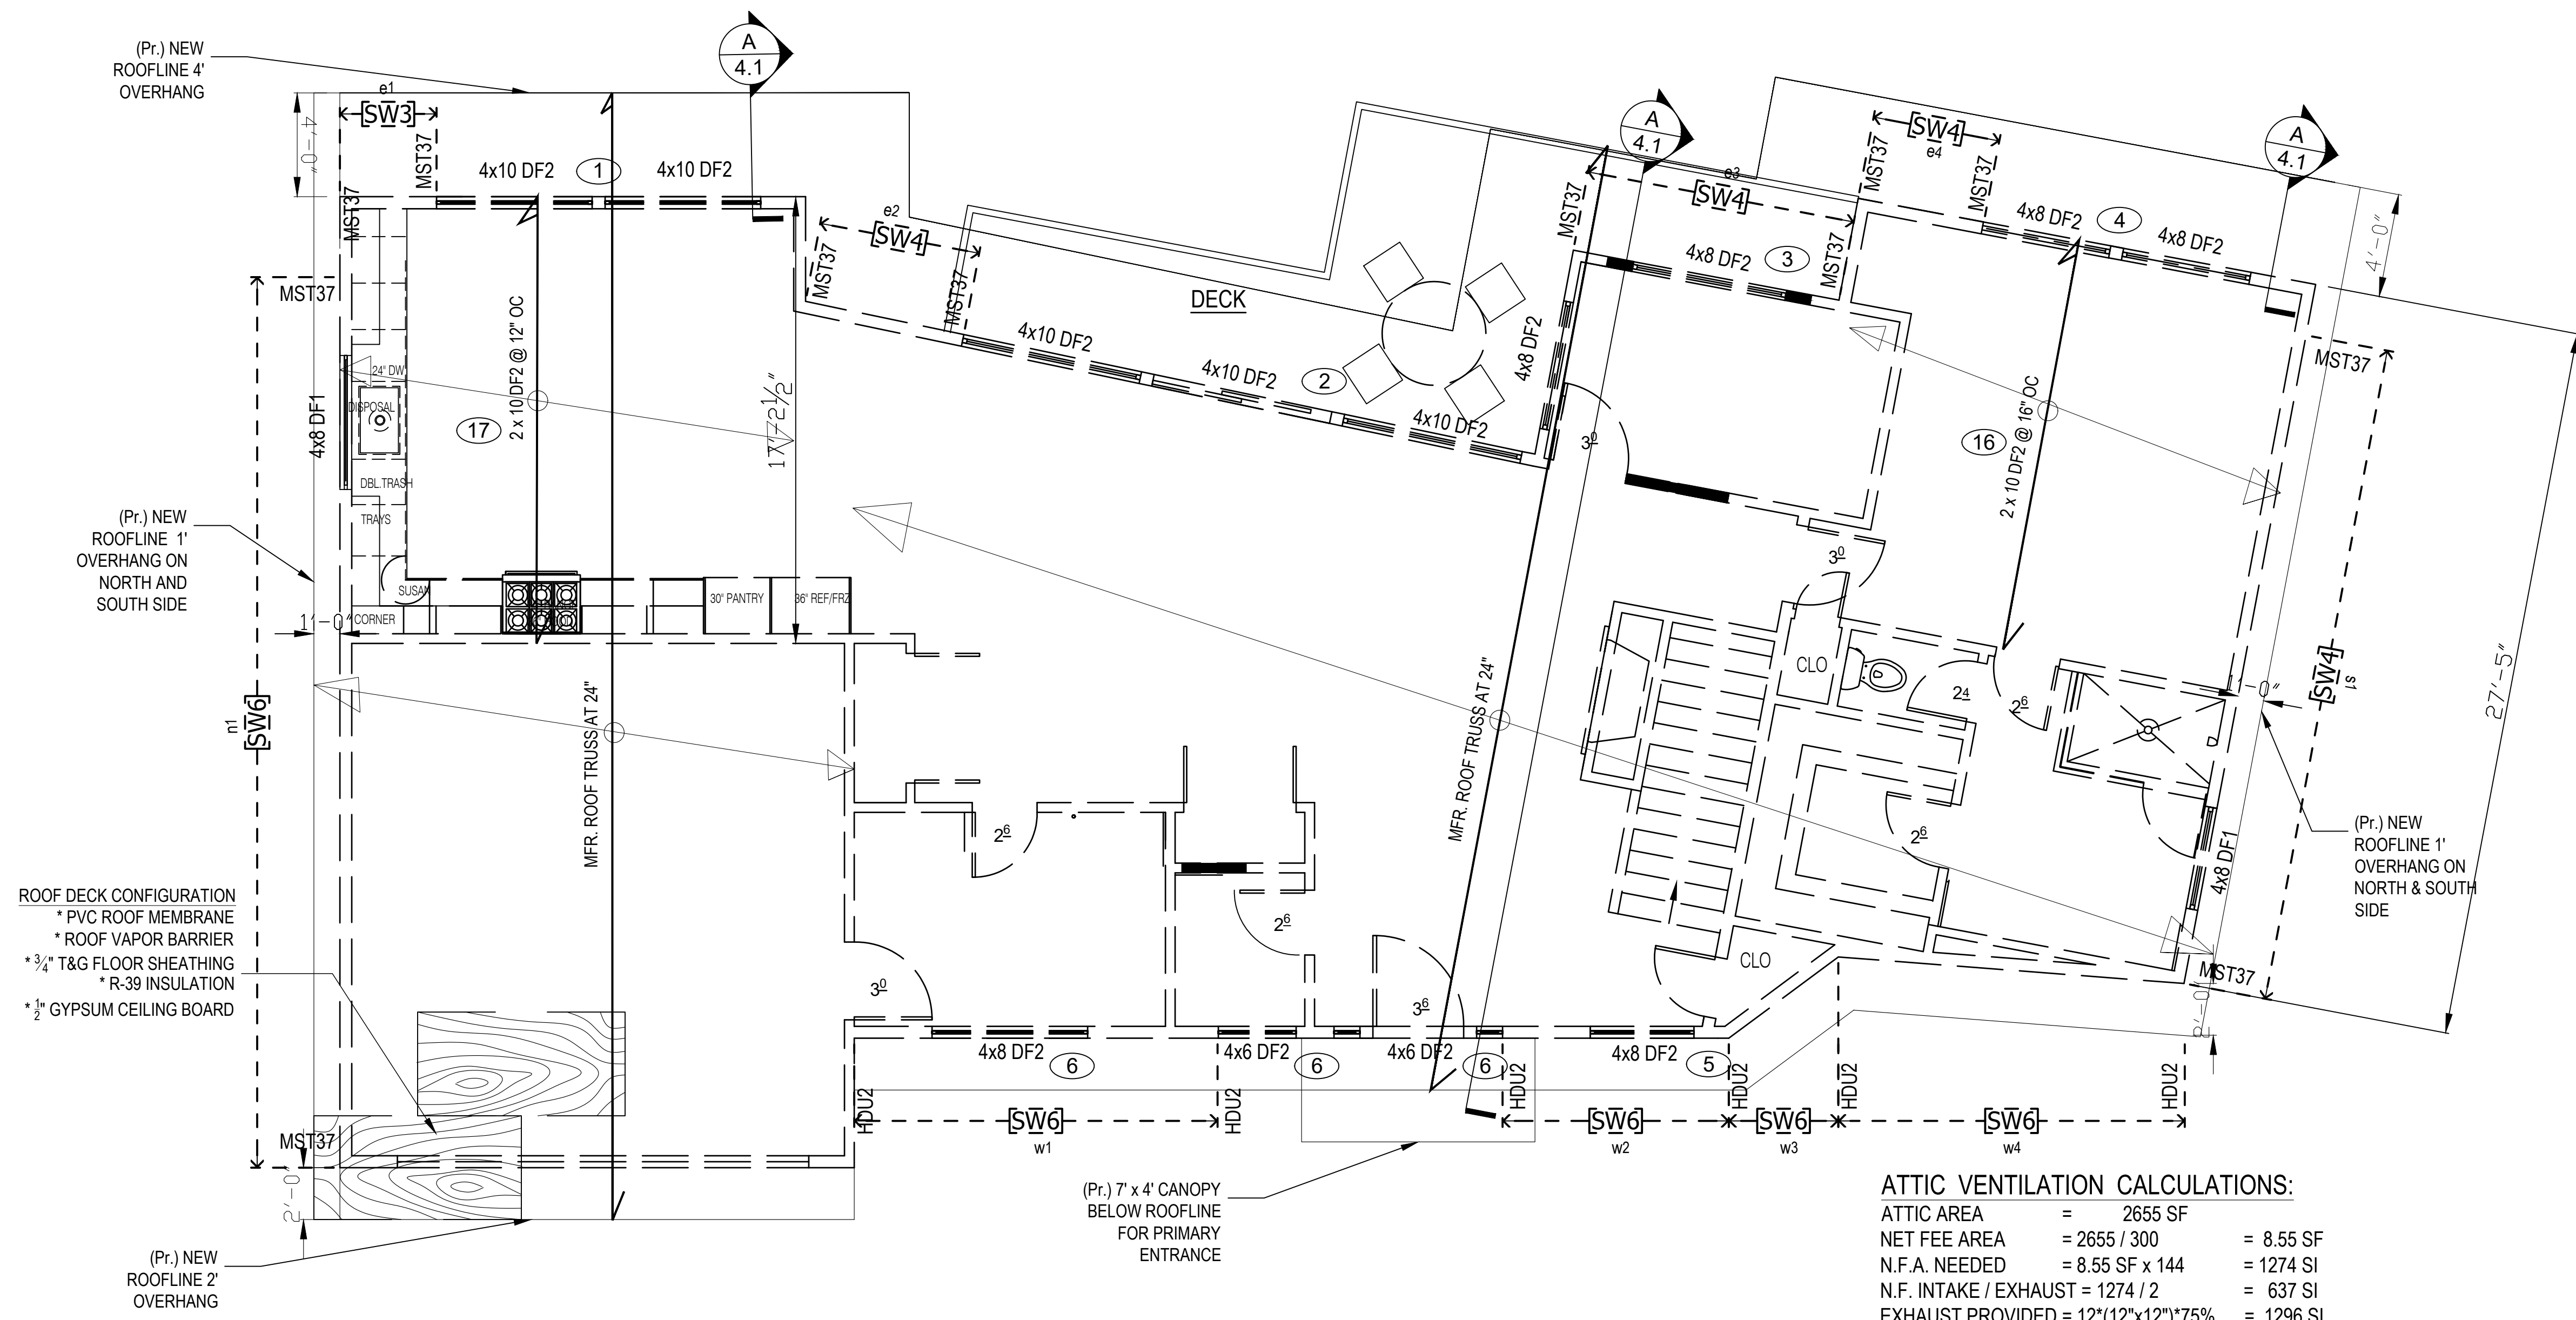 (Pr.) NEW
ROOFLINE 4'
OVERHANG
A
4.1
A
4.1
A
4.1
e1
[SW3]
4'-0"
MST37
MST37
4x10 DF2
1
4x10 DF2
e2
[SW4]
MST37
MST37
DECK
MST37
e3
[SW4]
MST37
4x8 DF2
3
MST37
[SW4]
e4
MST37
4x8 DF2
4
4x8 DF2
4'-0"
MST37
4x8 DF1
24" DW
DISPOSAL
17
2 x 10 DF2 @ 12" OC
17'-2½"
4x10 DF2
4x10 DF2
2
4x10 DF2
4x8 DF2
3⁰
16
2 x 10 DF2 @ 16" OC
MST37
DBL.TRASH
TRAYS
SUSAN
CORNER
30" PANTRY
36" REF/FRZ
(Pr.) NEW
ROOFLINE 1'
OVERHANG ON
NORTH AND
SOUTH SIDE
1'-0"
3⁰
CLO
2⁴
2⁶
1'-0"
[SW4]
s1
27'-5"
n1
[SW6]
MFR. ROOF TRUSS AT 24"
MFR. ROOF TRUSS AT 24"
2⁶
2⁶
2⁶
4x8 DF1
(Pr.) NEW
ROOFLINE 1'
OVERHANG ON
NORTH & SOUTH
SIDE
ROOF DECK CONFIGURATION
* PVC ROOF MEMBRANE
* ROOF VAPOR BARRIER
* ¾" T&G FLOOR SHEATHING
* R-39 INSULATION
* ½" GYPSUM CEILING BOARD
3⁰
3⁶
CLO
MST37
2'-0"
4x8 DF2
6
4x6 DF2
6
4x6 DF2
6
4x8 DF2
5
HDU2
[SW6]
w1
HDU2
HDU2
[SW6]
w2
HDU2
[SW6]
w3
HDU2
[SW6]
w4
HDU2
MST37
2'-0"
(Pr.) 7' x 4' CANOPY
BELOW ROOFLINE
FOR PRIMARY
ENTRANCE
(Pr.) NEW
ROOFLINE 2'
OVERHANG
ATTIC VENTILATION CALCULATIONS:
ATTIC AREA = 2655 SF
NET FEE AREA = 2655 / 300 = 8.55 SF
N.F.A. NEEDED = 8.55 SF x 144 = 1274 SI
N.F. INTAKE / EXHAUST = 1274 / 2 = 637 SI
EXHAUST PROVIDED = 12*(12"x12")*75% = 1296 SI